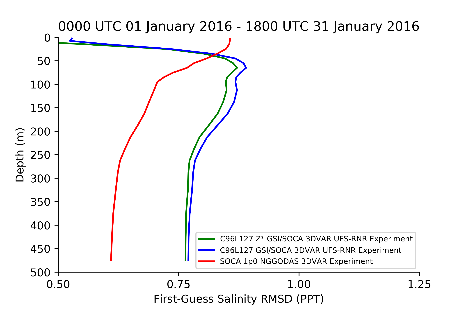 0000 UTC 01 January 2016 - 1800 UTC 31 January 2016
0
50
100
150
200
250
300
350
400
450
500
Depth (m)
C96L127 Z* GSI/SOCA 3DVAR UFS-RNR Experiment
C96L127 GSI/SOCA 3DVAR UFS-RNR Experiment
SOCA 1p0 NGGODAS 3DVAR Experiment
0.50 0.75 1.00 1.25
First-Guess Salinity RMSD (PPT)